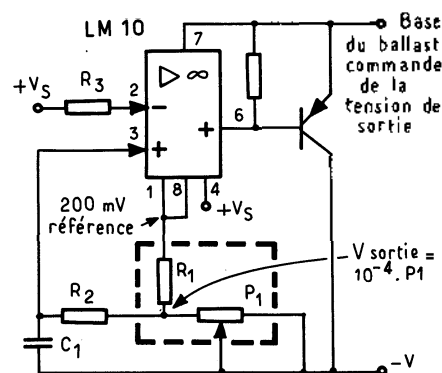 LM 10
7
Base
du ballast
commande
de la
tension de
sortie
▷ ∞
+VS
R3
2
−
3
+
+
6
1
8
4
+VS
200 mV
référence
R1
V sortie =
10-4. P1
R2
P1
C1
−V